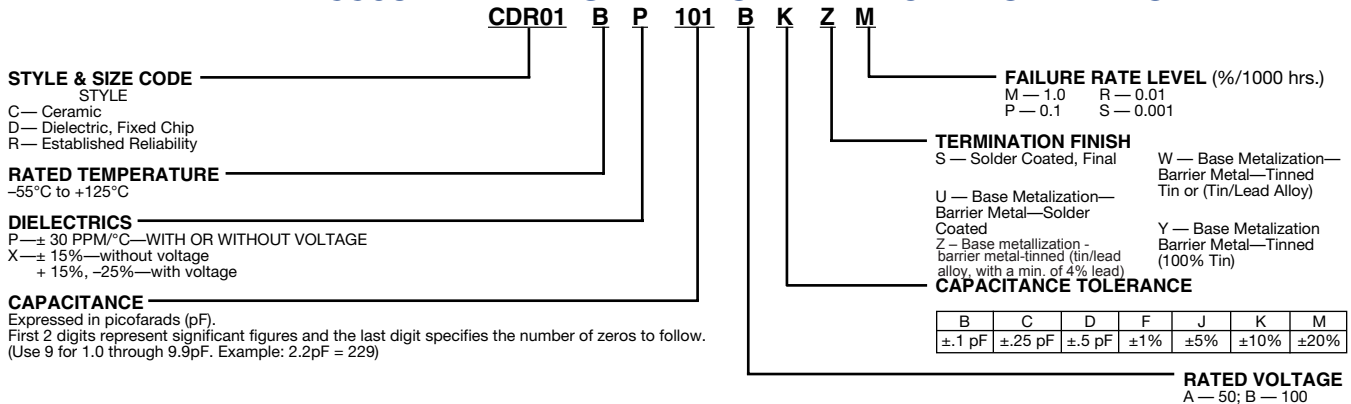 CDR01 B P 101 B K Z M
STYLE & SIZE CODE
STYLE
C— Ceramic
D— Dielectric, Fixed Chip
R— Established Reliability
RATED TEMPERATURE
–55°C to +125°C
DIELECTRICS
P—± 30 PPM/°C—WITH OR WITHOUT VOLTAGE
X—± 15%—without voltage
+ 15%, –25%—with voltage
CAPACITANCE
Expressed in picofarads (pF).
First 2 digits represent significant figures and the last digit specifies the number of zeros to follow.
(Use 9 for 1.0 through 9.9pF. Example: 2.2pF = 229)
FAILURE RATE LEVEL (%/1000 hrs.)
M — 1.0 R — 0.01
P — 0.1 S — 0.001
TERMINATION FINISH
S — Solder Coated, Final
U — Base Metalization—
Barrier Metal—Solder
Coated
Z – Base metallization -
barrier metal-tinned (tin/lead
alloy, with a min. of 4% lead)
W — Base Metalization—
Barrier Metal—Tinned
Tin or (Tin/Lead Alloy)
Y — Base Metalization
Barrier Metal—Tinned
(100% Tin)
CAPACITANCE TOLERANCE
B C D F J K M
±.1 pF ±.25 pF ±.5 pF ±1% ±5% ±10% ±20%
RATED VOLTAGE
A — 50; B — 100